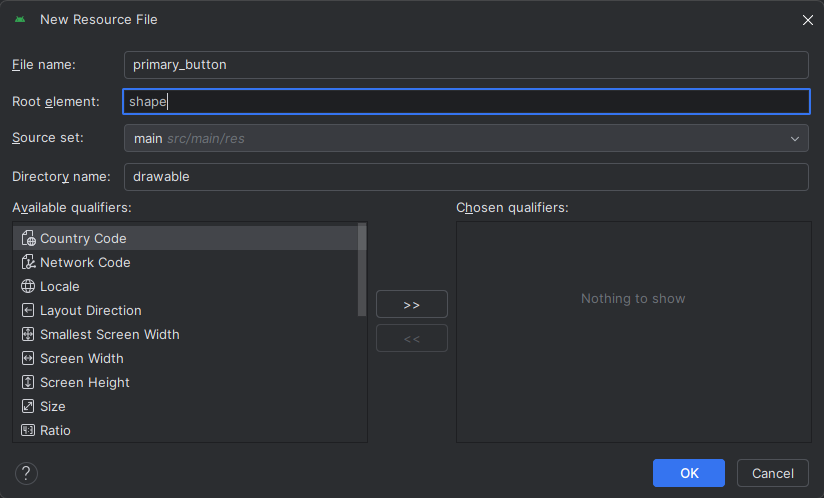 New Resource File
File name: primary_button
Root element: shape
Source set: main src/main/res
Directory name: drawable
Available qualifiers:
Chosen qualifiers:
Country Code
Network Code
Locale
Layout Direction
Smallest Screen Width
Screen Width
Screen Height
Size
Ratio
>>
<<
Nothing to show
?
OK
Cancel